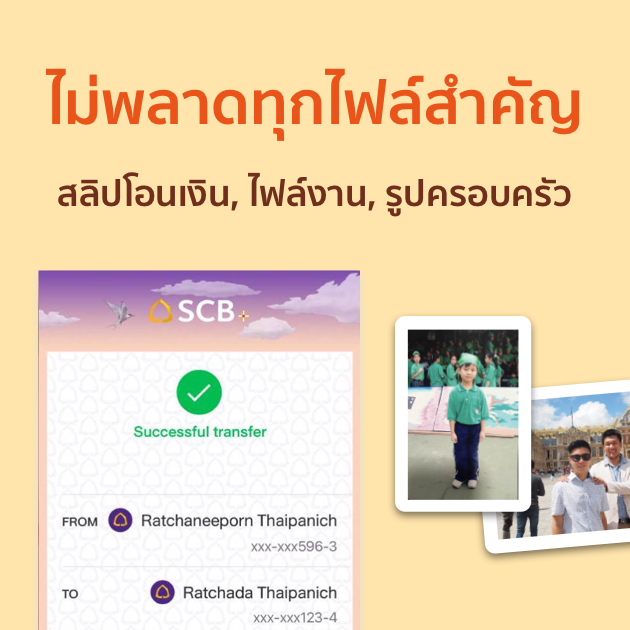 ไม่พลาดทุกไฟล์สำคัญ
สลิปโอนเงิน, ไฟล์งาน, รูปครอบครัว
SCB
Successful transfer
FROM Ratchaneeporn Thaipanich
xxx-xxx596-3
TO Ratchada Thaipanich
xxx-xxx123-4